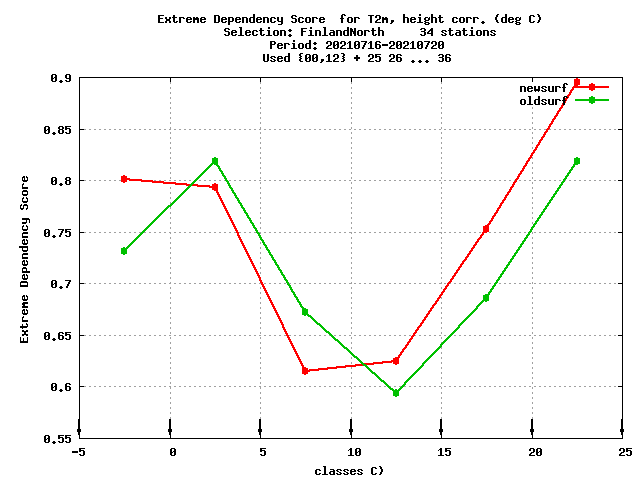 Extreme Dependency Score  for T2m, height corr. (deg C)
Selection: FinlandNorth     34 stations
Period: 20210716-20210720
Used {00,12} + 25 26 ... 36
0.9
newsurf
oldsurf
0.85
0.8
0.75
0.7
0.65
0.6
0.55
Extreme Dependency Score
-5 0 5 10 15 20 25
classes C)